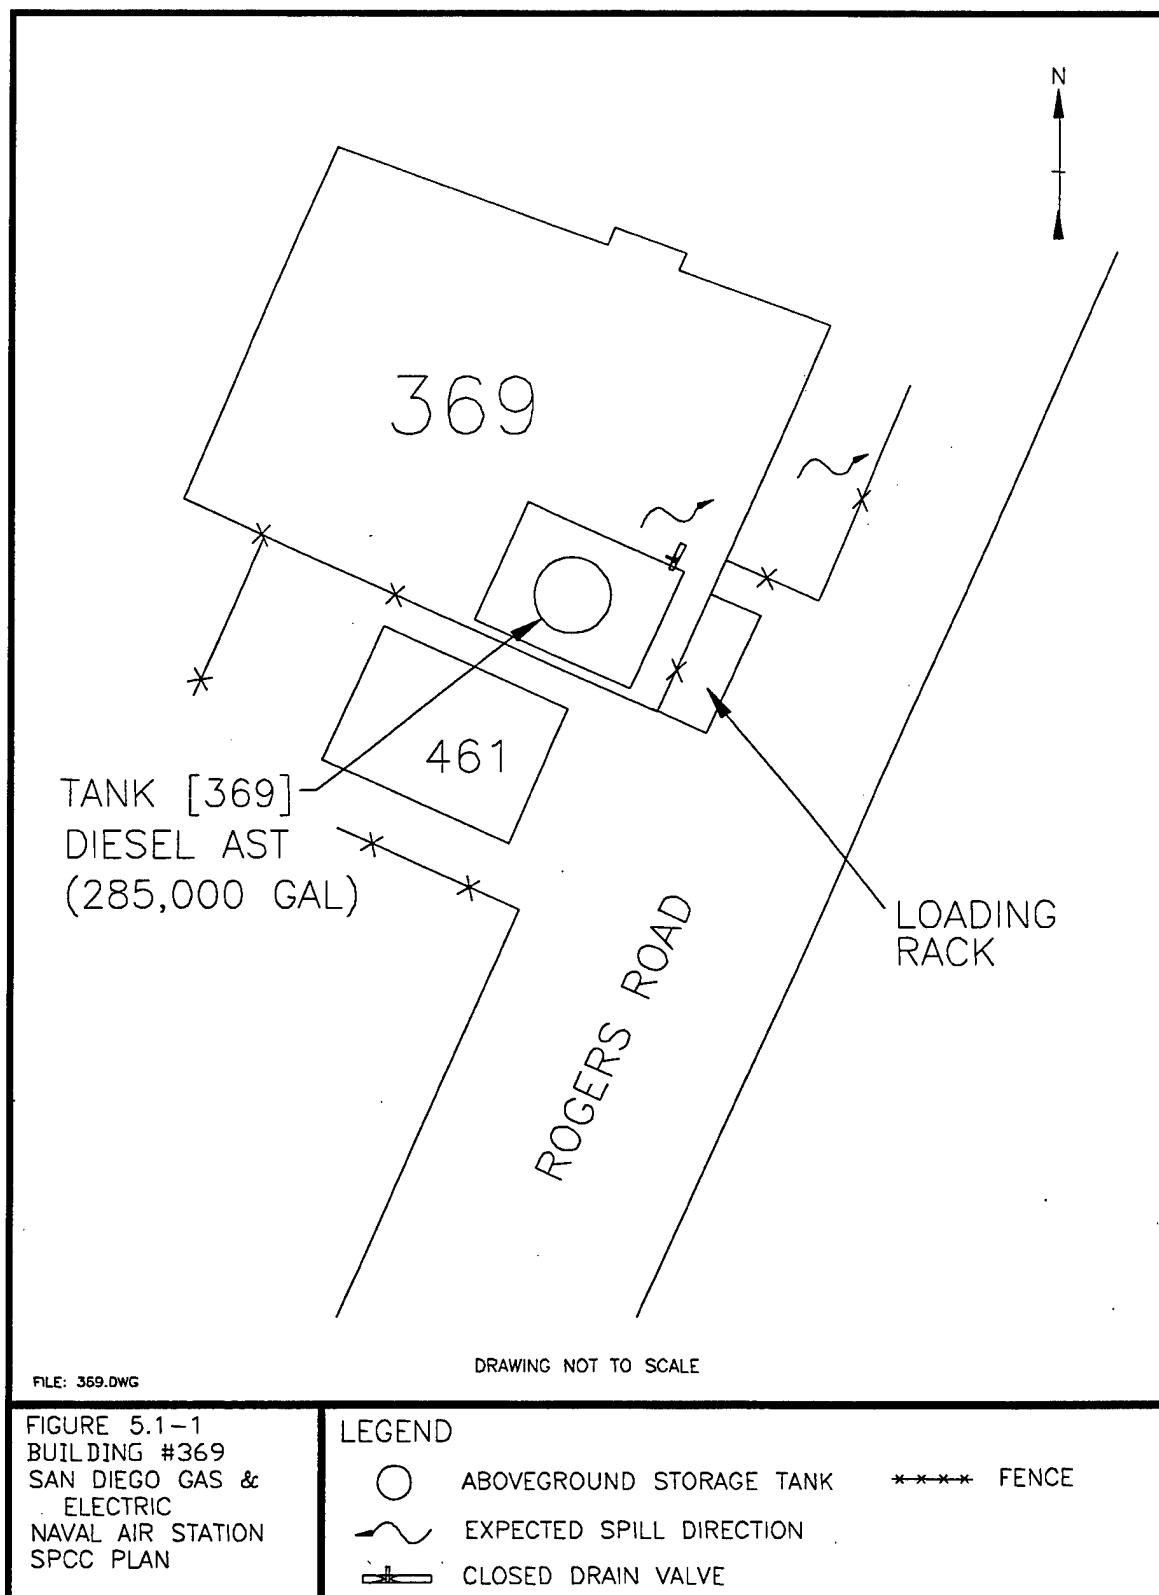 N
369
461
TANK [369]
DIESEL AST
(285,000 GAL)
LOADING
RACK
ROGERS ROAD
DRAWING NOT TO SCALE
FILE: 369.DWG
FIGURE 5.1-1
BUILDING #369
SAN DIEGO GAS &
ELECTRIC
NAVAL AIR STATION
SPCC PLAN
LEGEND
ABOVEGROUND STORAGE TANK
FENCE
EXPECTED SPILL DIRECTION
CLOSED DRAIN VALVE